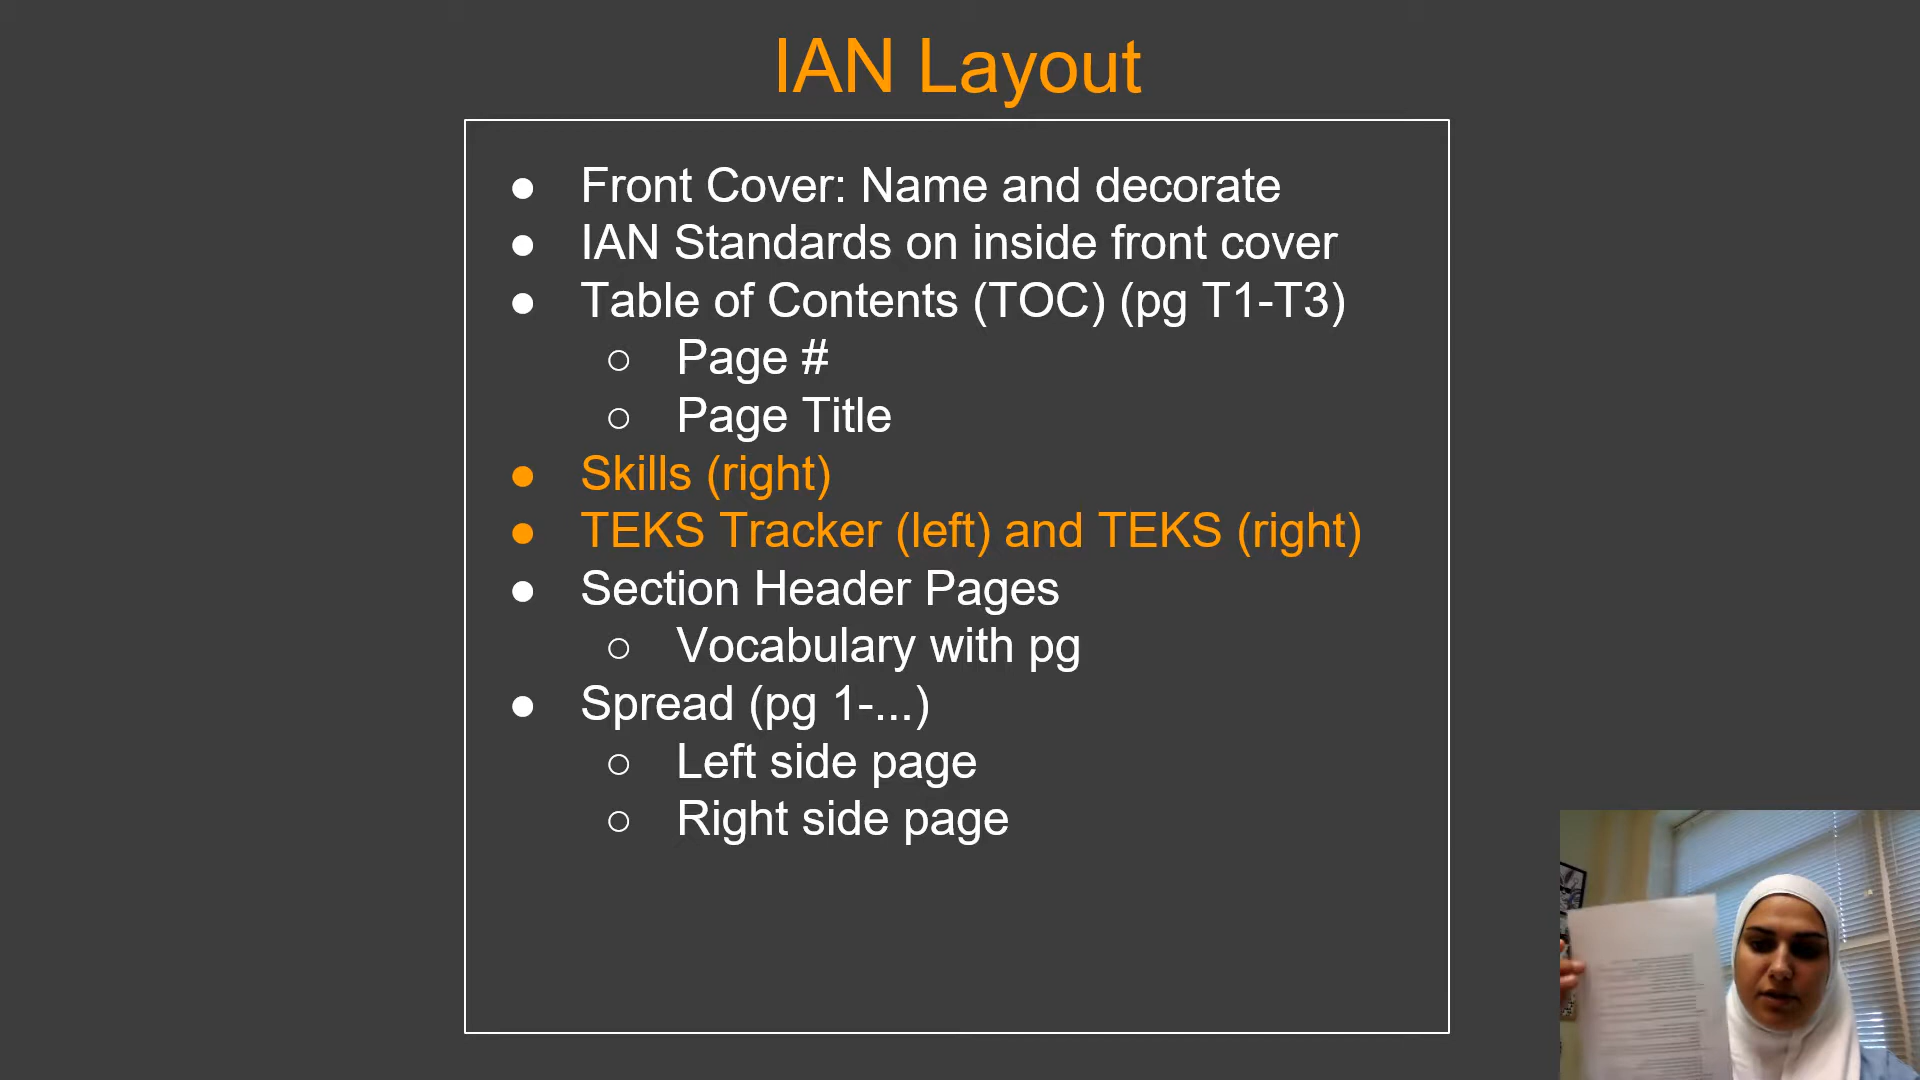 IAN Layout
● Front Cover: Name and decorate
● IAN Standards on inside front cover
● Table of Contents (TOC) (pg T1-T3)
○ Page #
○ Page Title
● Skills (right)
● TEKS Tracker (left) and TEKS (right)
● Section Header Pages
○ Vocabulary with pg
● Spread (pg 1-...)
○ Left side page
○ Right side page